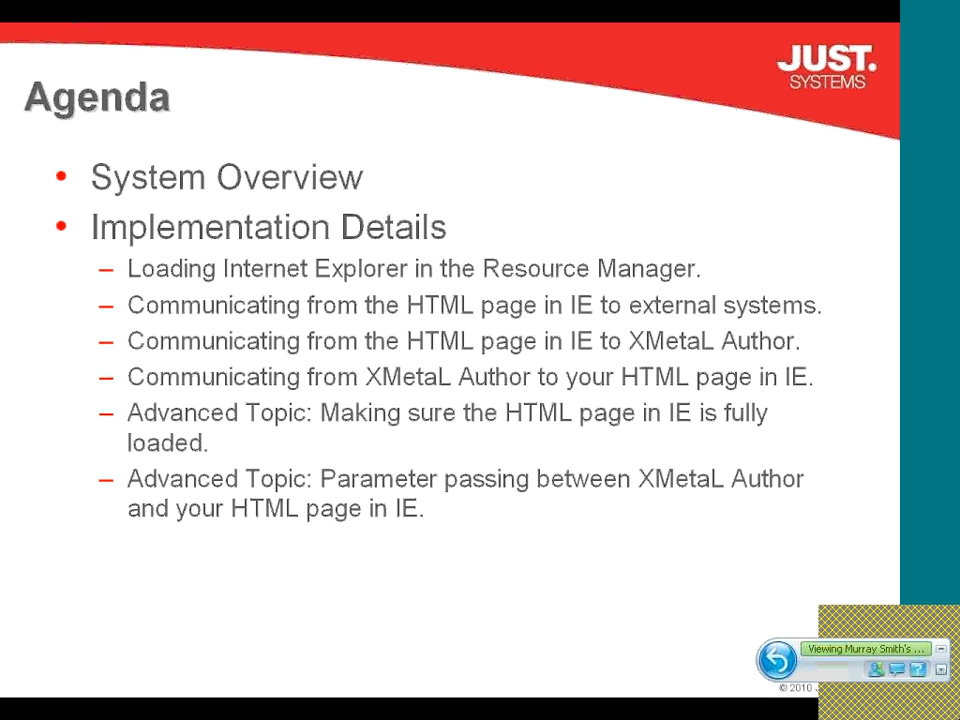 JUST.
SYSTEMS
Agenda
• System Overview
• Implementation Details
– Loading Internet Explorer in the Resource Manager.
– Communicating from the HTML page in IE to external systems.
– Communicating from the HTML page in IE to XMetaL Author.
– Communicating from XMetaL Author to your HTML page in IE.
– Advanced Topic: Making sure the HTML page in IE is fully
loaded.
– Advanced Topic: Parameter passing between XMetaL Author
and your HTML page in IE.
Viewing Murray Smith's ...
© 2010